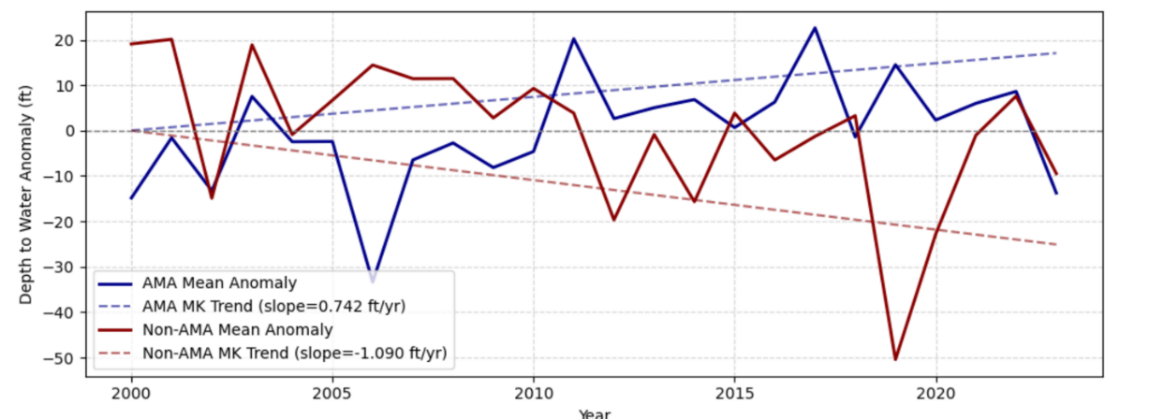 Depth to Water Anomaly (ft)
20
10
0
−10
−20
−30
−40
−50
AMA Mean Anomaly
AMA MK Trend (slope=0.742 ft/yr)
Non-AMA Mean Anomaly
Non-AMA MK Trend (slope=-1.090 ft/yr)
2000 2005 2010 2015 2020
Year